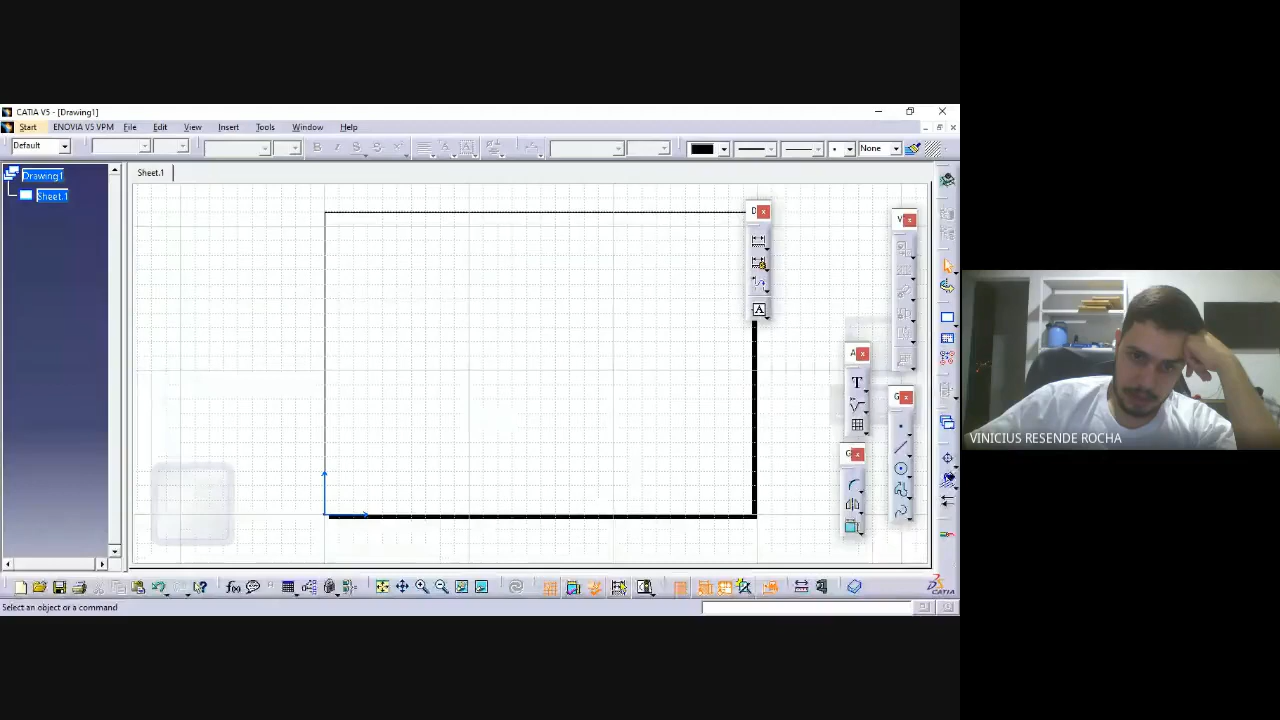 CATIA V5 - [Drawing1]
Start ENOVIA V5 VPM File Edit View Insert Tools Window Help
Default B I S S x A A None
Sheet.1
Drawing1
Sheet.1
D
V
A
A
T
G
G
f(x)
CATIA
Select an object or a command
VINICIUS RESENDE ROCHA